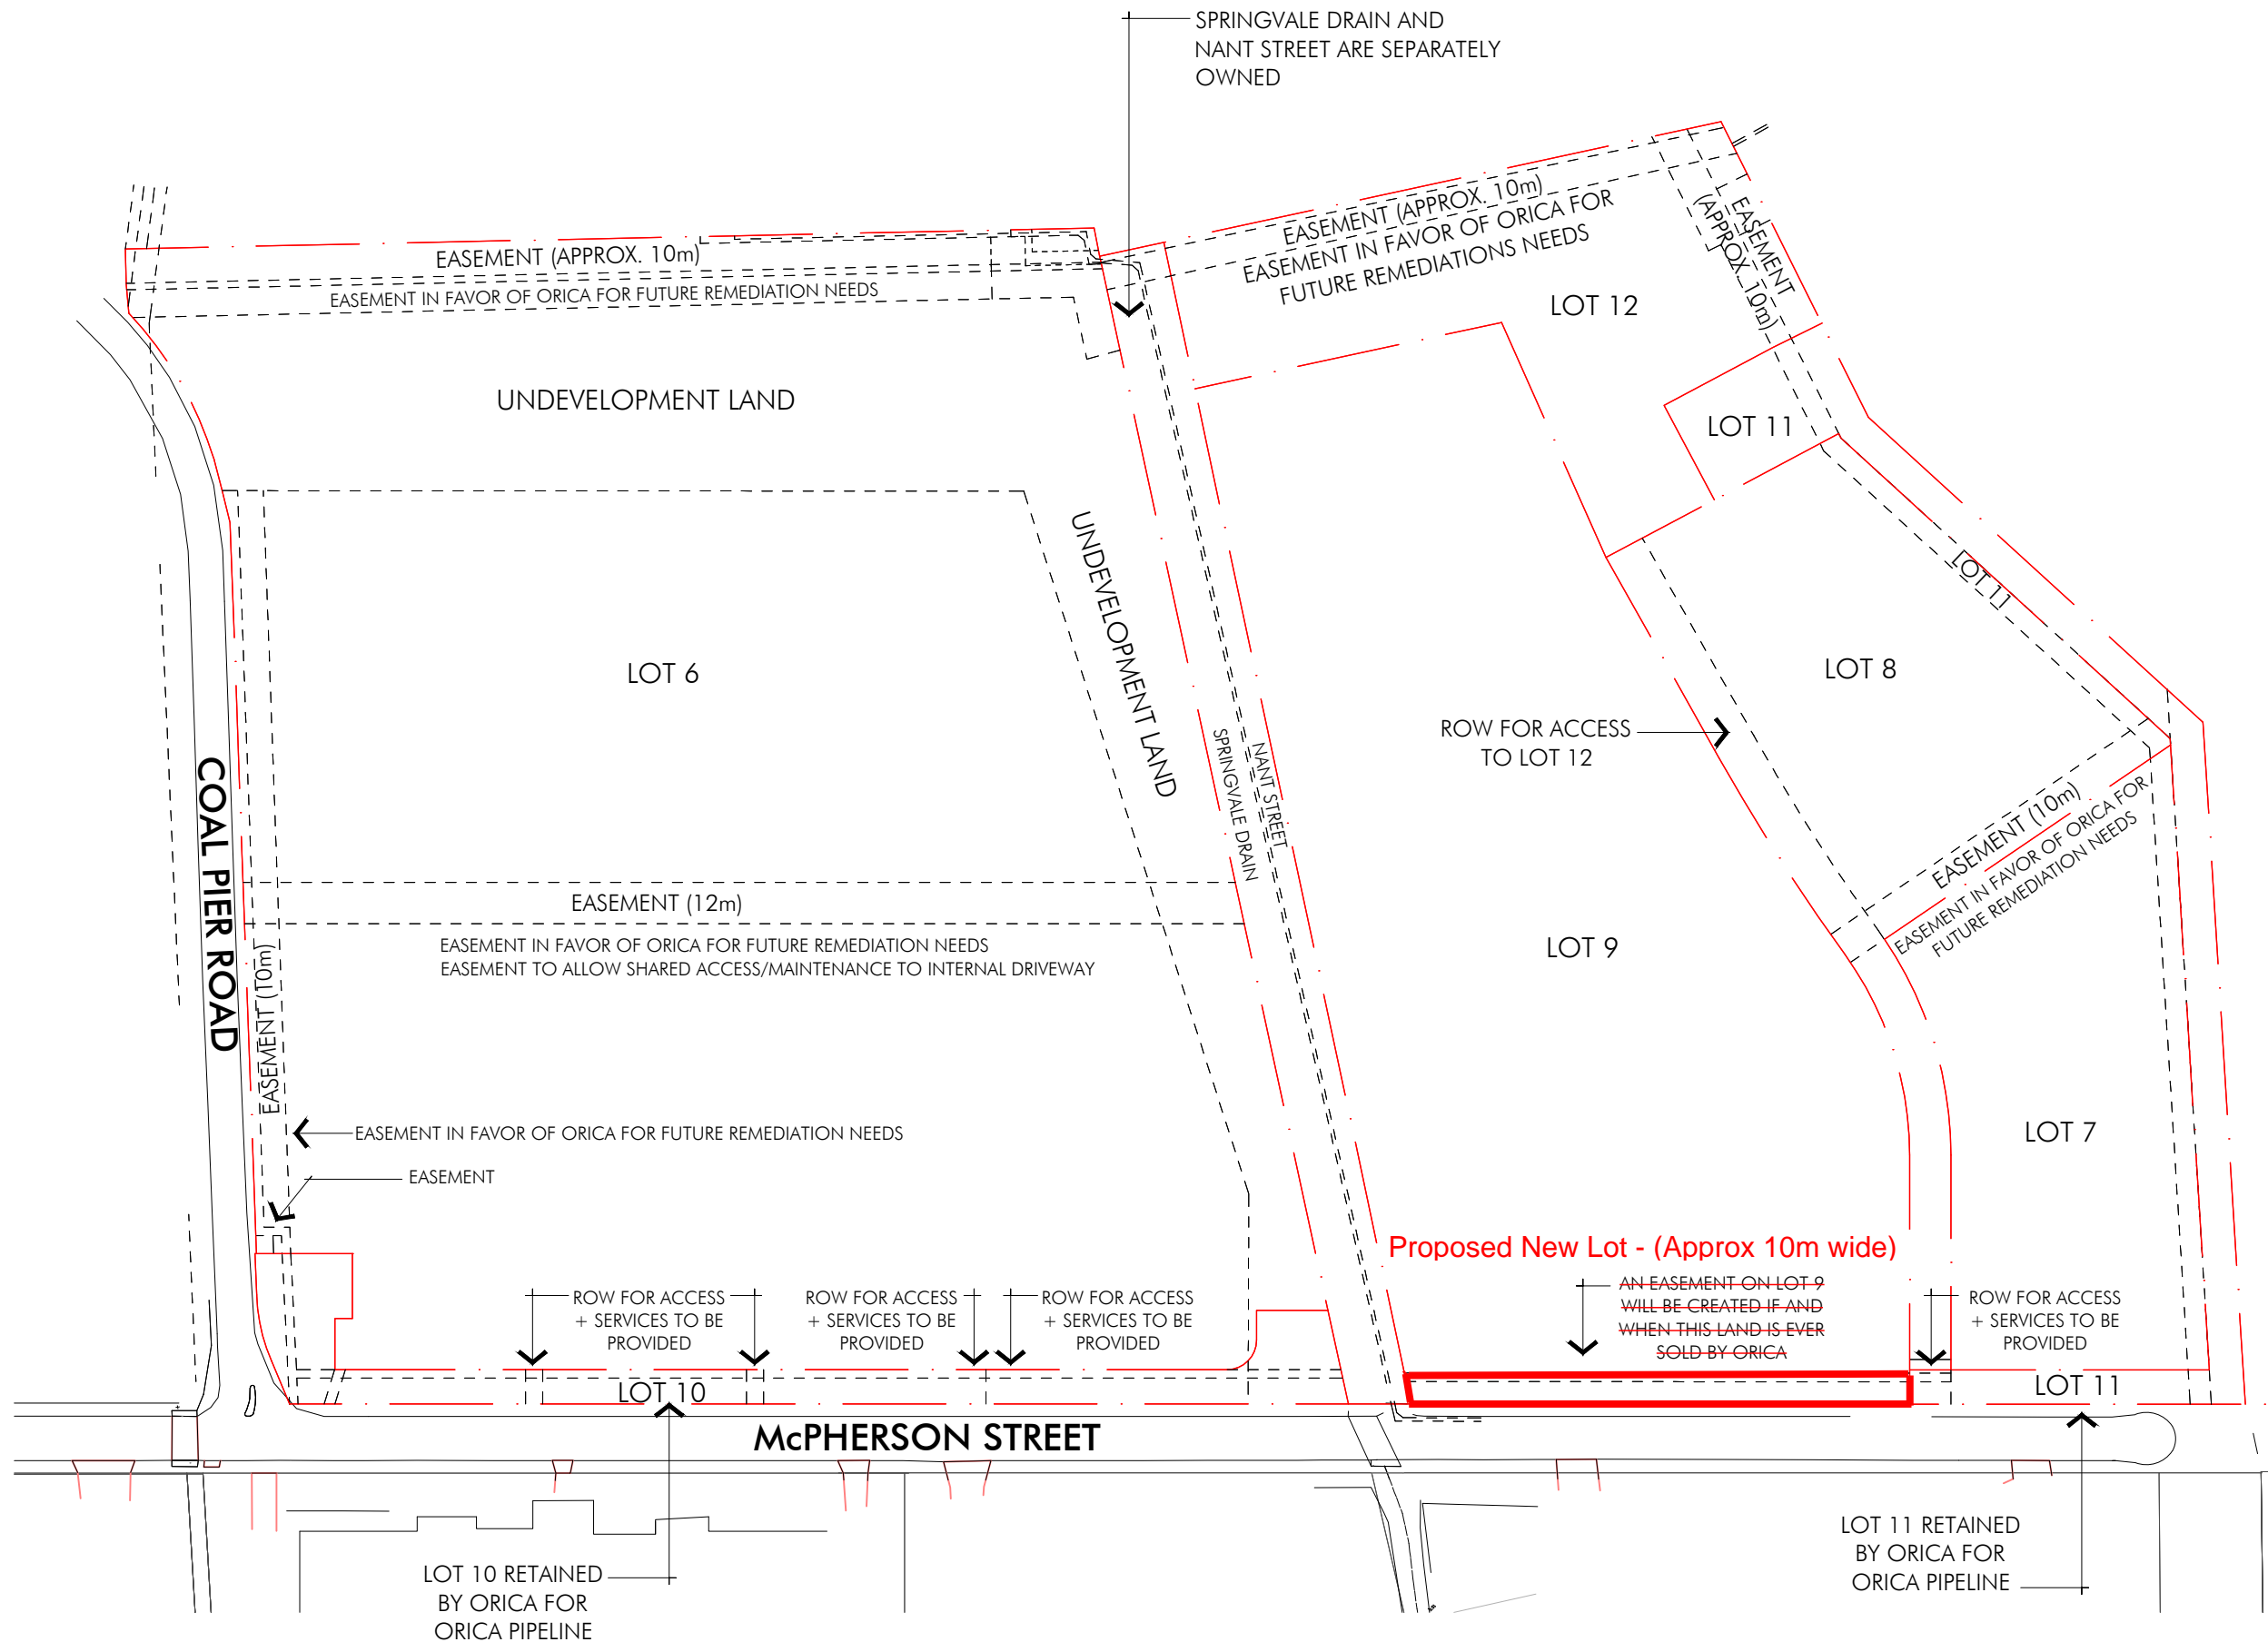 SPRINGVALE DRAIN AND
NANT STREET ARE SEPARATELY
OWNED
EASEMENT (APPROX. 10m)
EASEMENT IN FAVOR OF ORICA FOR
FUTURE REMEDIATIONS NEEDS
EASEMENT
(APPROX. 10m)
EASEMENT (APPROX. 10m)
EASEMENT IN FAVOR OF ORICA FOR FUTURE REMEDIATION NEEDS
LOT 12
UNDEVELOPMENT LAND
LOT 11
UNDEVELOPMENT LAND
LOT 11
LOT 6
LOT 8
ROW FOR ACCESS
TO LOT 12
SPRINGVALE DRAIN
NANT STREET
COAL PIER ROAD
EASEMENT (10m)
EASEMENT IN FAVOR OF ORICA FOR
FUTURE REMEDIATION NEEDS
EASEMENT (12m)
EASEMENT IN FAVOR OF ORICA FOR FUTURE REMEDIATION NEEDS
EASEMENT TO ALLOW SHARED ACCESS/MAINTENANCE TO INTERNAL DRIVEWAY
LOT 9
EASEMENT (10m)
EASEMENT IN FAVOR OF ORICA FOR FUTURE REMEDIATION NEEDS
LOT 7
EASEMENT
Proposed New Lot - (Approx 10m wide)
AN EASEMENT ON LOT 9
WILL BE CREATED IF AND
WHEN THIS LAND IS EVER
SOLD BY ORICA
ROW FOR ACCESS
+ SERVICES TO BE
PROVIDED
ROW FOR ACCESS
+ SERVICES TO BE
PROVIDED
ROW FOR ACCESS
+ SERVICES TO BE
PROVIDED
ROW FOR ACCESS
+ SERVICES TO BE
PROVIDED
LOT 10
LOT 11
McPHERSON STREET
LOT 10 RETAINED
BY ORICA FOR
ORICA PIPELINE
LOT 11 RETAINED
BY ORICA FOR
ORICA PIPELINE